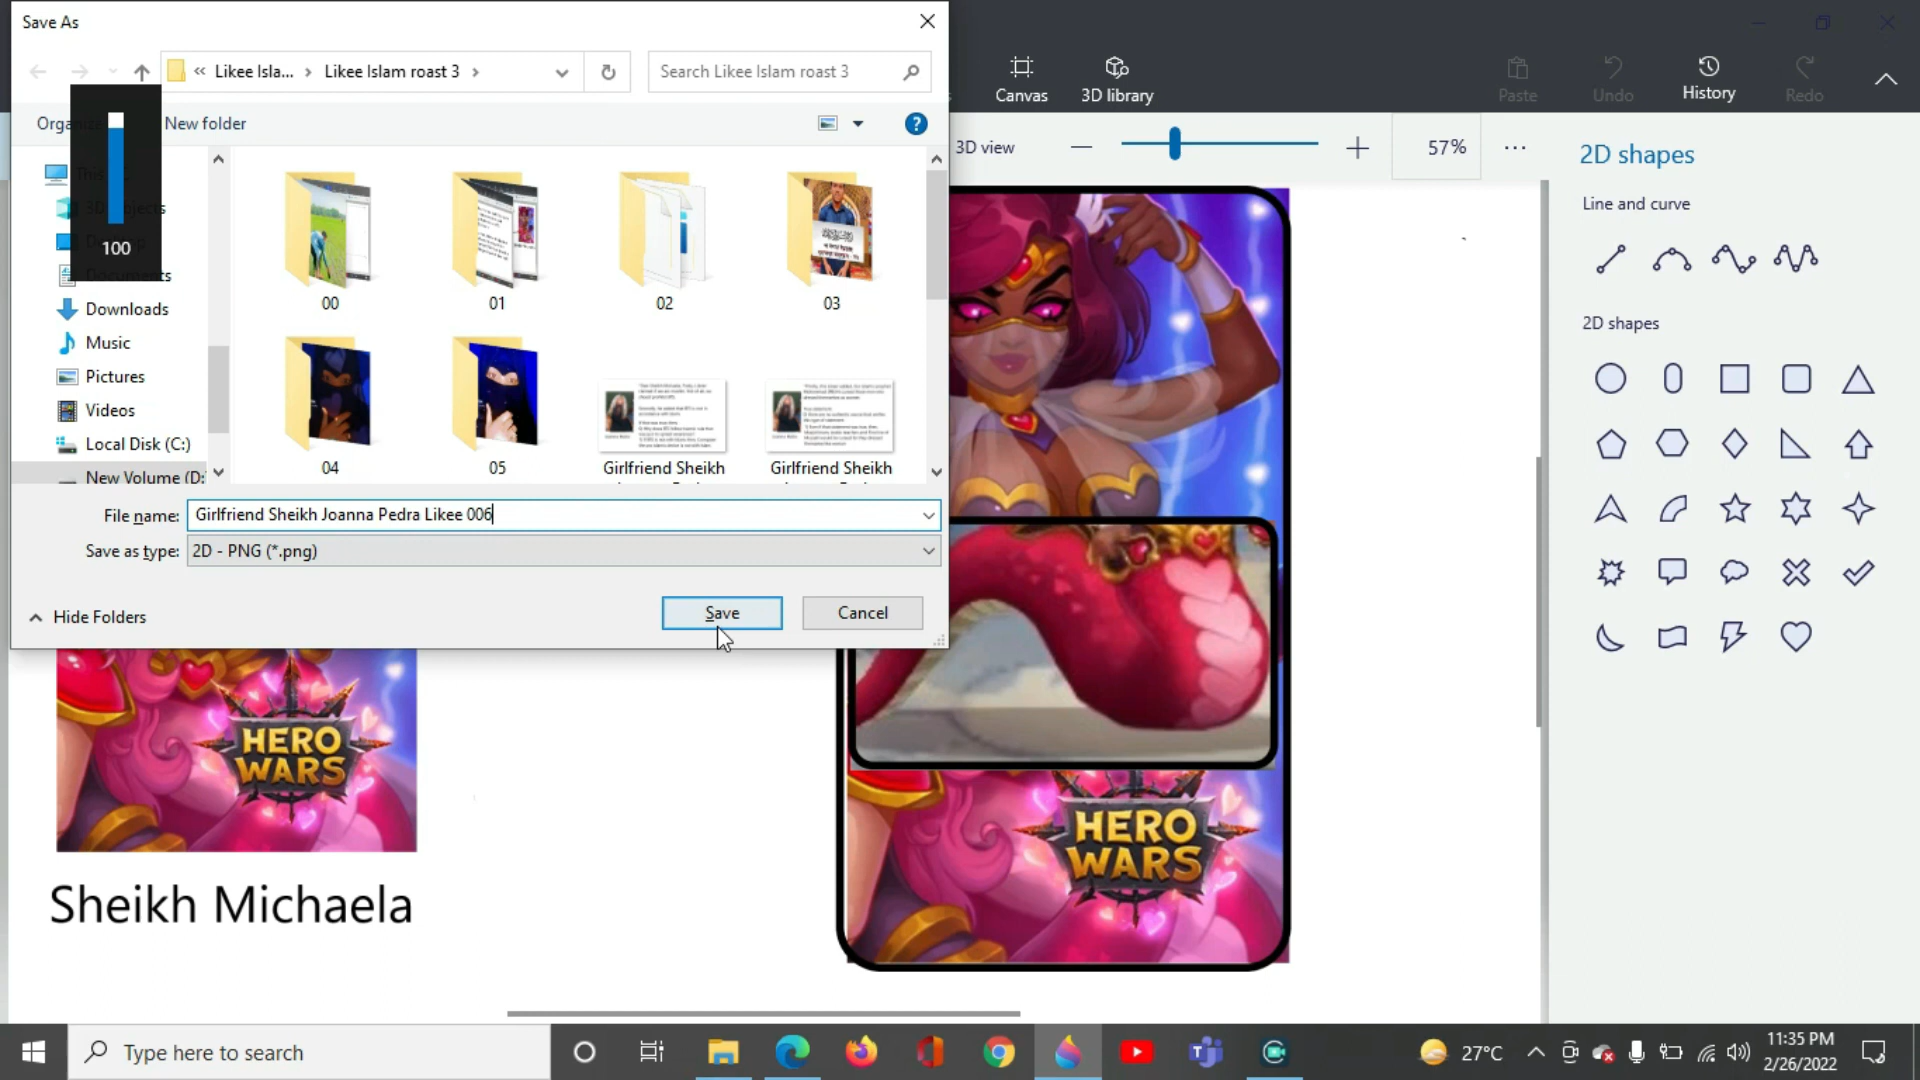 Save As
« Likee Isla... › Likee Islam roast 3 ›
Search Likee Islam roast 3
New folder
100
Downloads
Music
Pictures
Videos
Local Disk (C:)
New Volume (D:
00
01
02
03
04
05
Girlfriend Sheikh
Girlfriend Sheikh
File name: Girlfriend Sheikh Joanna Pedra Likee 006
Save as type: 2D - PNG (*.png)
Hide Folders
Save
Cancel
Canvas
3D library
Paste
Undo
History
Redo
3D view
57%
2D shapes
Line and curve
2D shapes
HERO
WARS
Sheikh Michaela
HERO
WARS
Type here to search
27°C
11:35 PM
2/26/2022